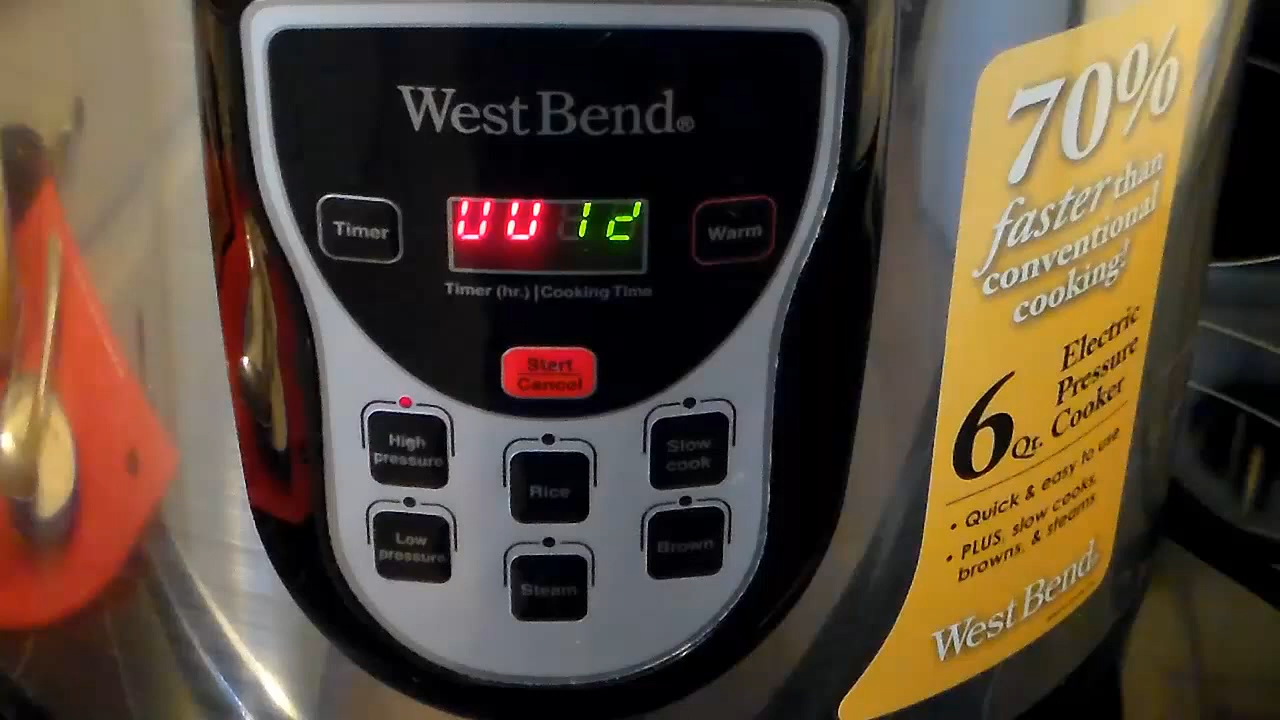 West Bend®
Timer
Warm
Timer (hr.) | Cooking Time
Start
Cancel
High
pressure
Slow
cook
Rice
Low
pressure
Brown
Steam
70%
faster than
conventional
cooking!
6 Qt. Electric
Pressure
Cooker
• Quick & easy to use
• PLUS, slow cooks,
browns, & steams
West Bend